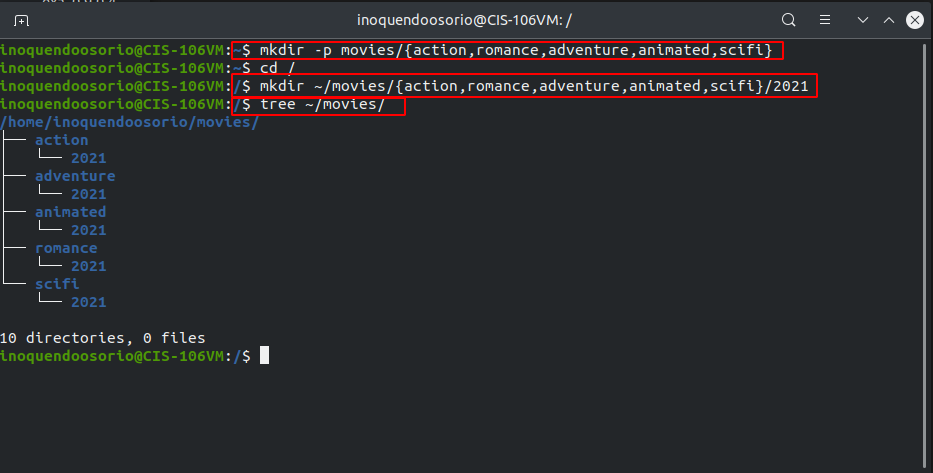 inoquendoosorio@CIS-106VM: /
inoquendoosorio@CIS-106VM:~$ mkdir -p movies/{action,romance,adventure,animated,scifi}
inoquendoosorio@CIS-106VM:~$ cd /
inoquendoosorio@CIS-106VM:/$ mkdir ~/movies/{action,romance,adventure,animated,scifi}/2021
inoquendoosorio@CIS-106VM:/$ tree ~/movies/
/home/inoquendoosorio/movies/
├── action
│   └── 2021
├── adventure
│   └── 2021
├── animated
│   └── 2021
├── romance
│   └── 2021
└── scifi
    └── 2021
10 directories, 0 files
inoquendoosorio@CIS-106VM:/$